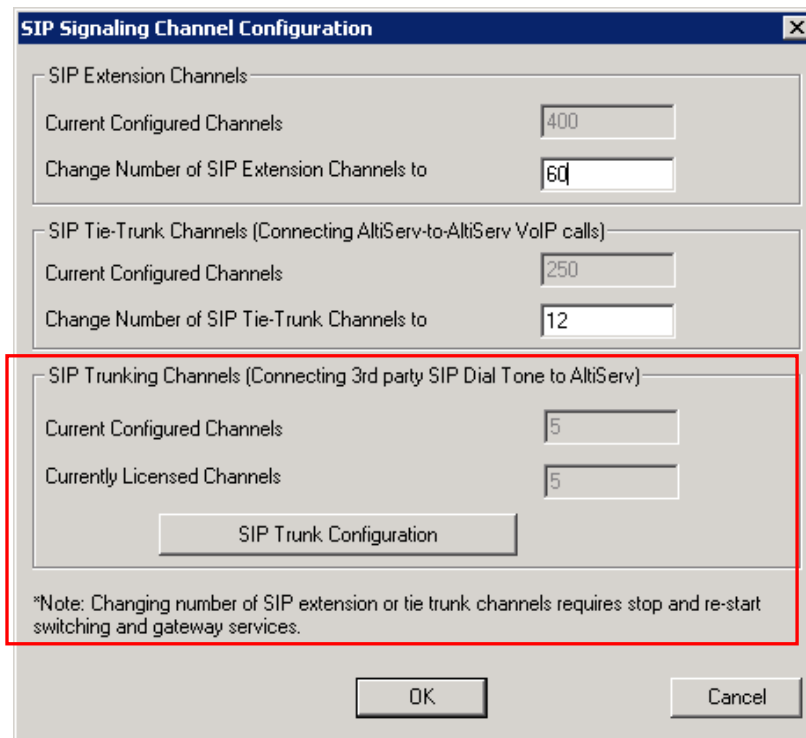 SIP Signaling Channel Configuration
SIP Extension Channels
Current Configured Channels 400
Change Number of SIP Extension Channels to 60
SIP Tie-Trunk Channels (Connecting AltiServ-to-AltiServ VoIP calls)
Current Configured Channels 250
Change Number of SIP Tie-Trunk Channels to 12
SIP Trunking Channels (Connecting 3rd party SIP Dial Tone to AltiServ)
Current Configured Channels 5
Currently Licensed Channels 5
SIP Trunk Configuration
*Note: Changing number of SIP extension or tie trunk channels requires stop and re-start
switching and gateway services.
OK Cancel